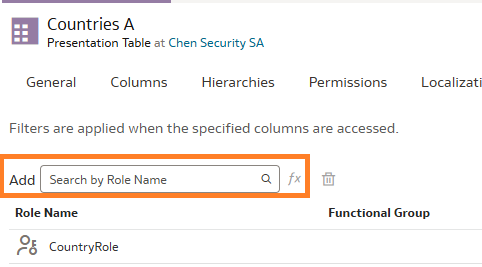 Countries A
Presentation Table at Chen Security SA
General Columns Hierarchies Permissions Localizati
Filters are applied when the specified columns are accessed.
Add Search by Role Name fx
Role Name Functional Group
CountryRole